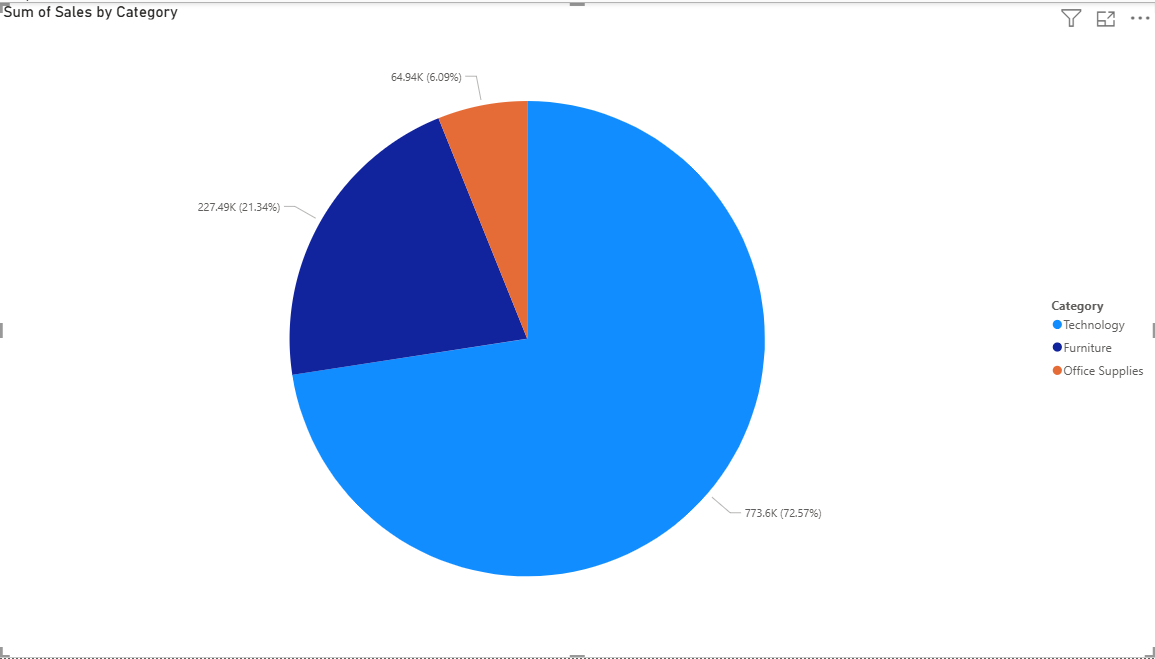 Sum of Sales by Category
64.94K (6.09%)
227.49K (21.34%)
Category
Technology
Furniture
Office Supplies
773.6K (72.57%)